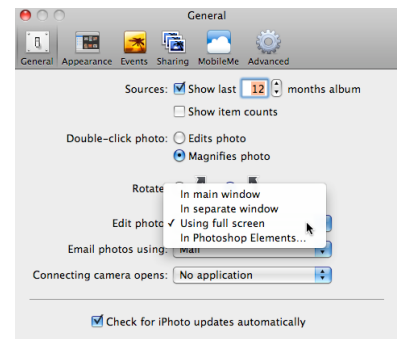 General
General Appearance Events Sharing MobileMe Advanced
Sources: Show last 12 months album
Show item counts
Double-click photo: Edits photo
Magnifies photo
Rotate
In main window
In separate window
Edit photo ✓ Using full screen
In Photoshop Elements...
Email photos using: Mail
Connecting camera opens: No application
Check for iPhoto updates automatically